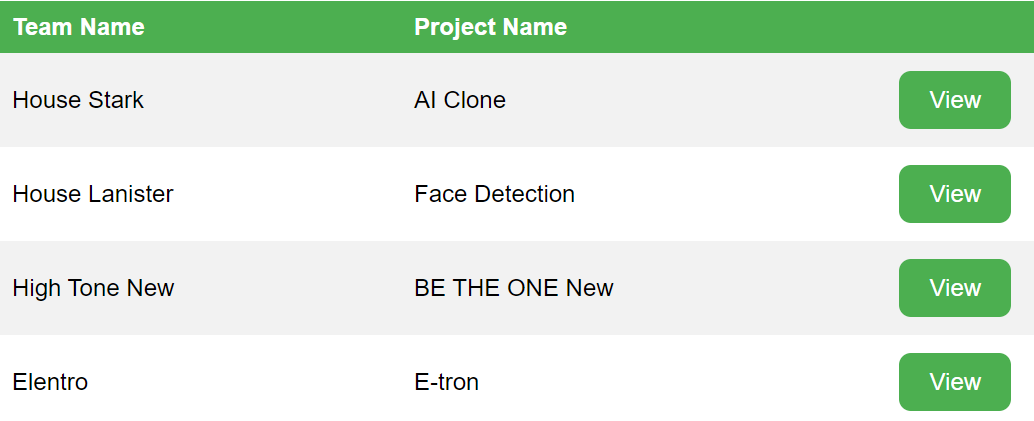 Team Name Project Name
House Stark AI Clone View
House Lanister Face Detection View
High Tone New BE THE ONE New View
Elentro E-tron View